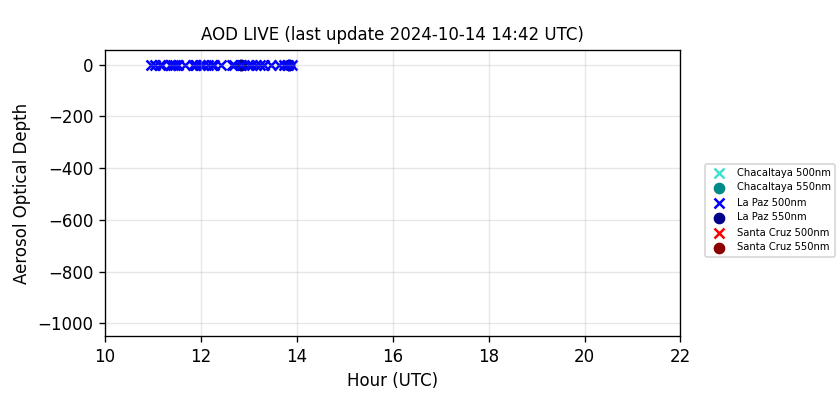 AOD LIVE (last update 2024-10-14 14:42 UTC)
Aerosol Optical Depth
0
−200
−400
−600
−800
−1000
10 12 14 16 18 20 22
Hour (UTC)
Chacaltaya 500nm
Chacaltaya 550nm
La Paz 500nm
La Paz 550nm
Santa Cruz 500nm
Santa Cruz 550nm